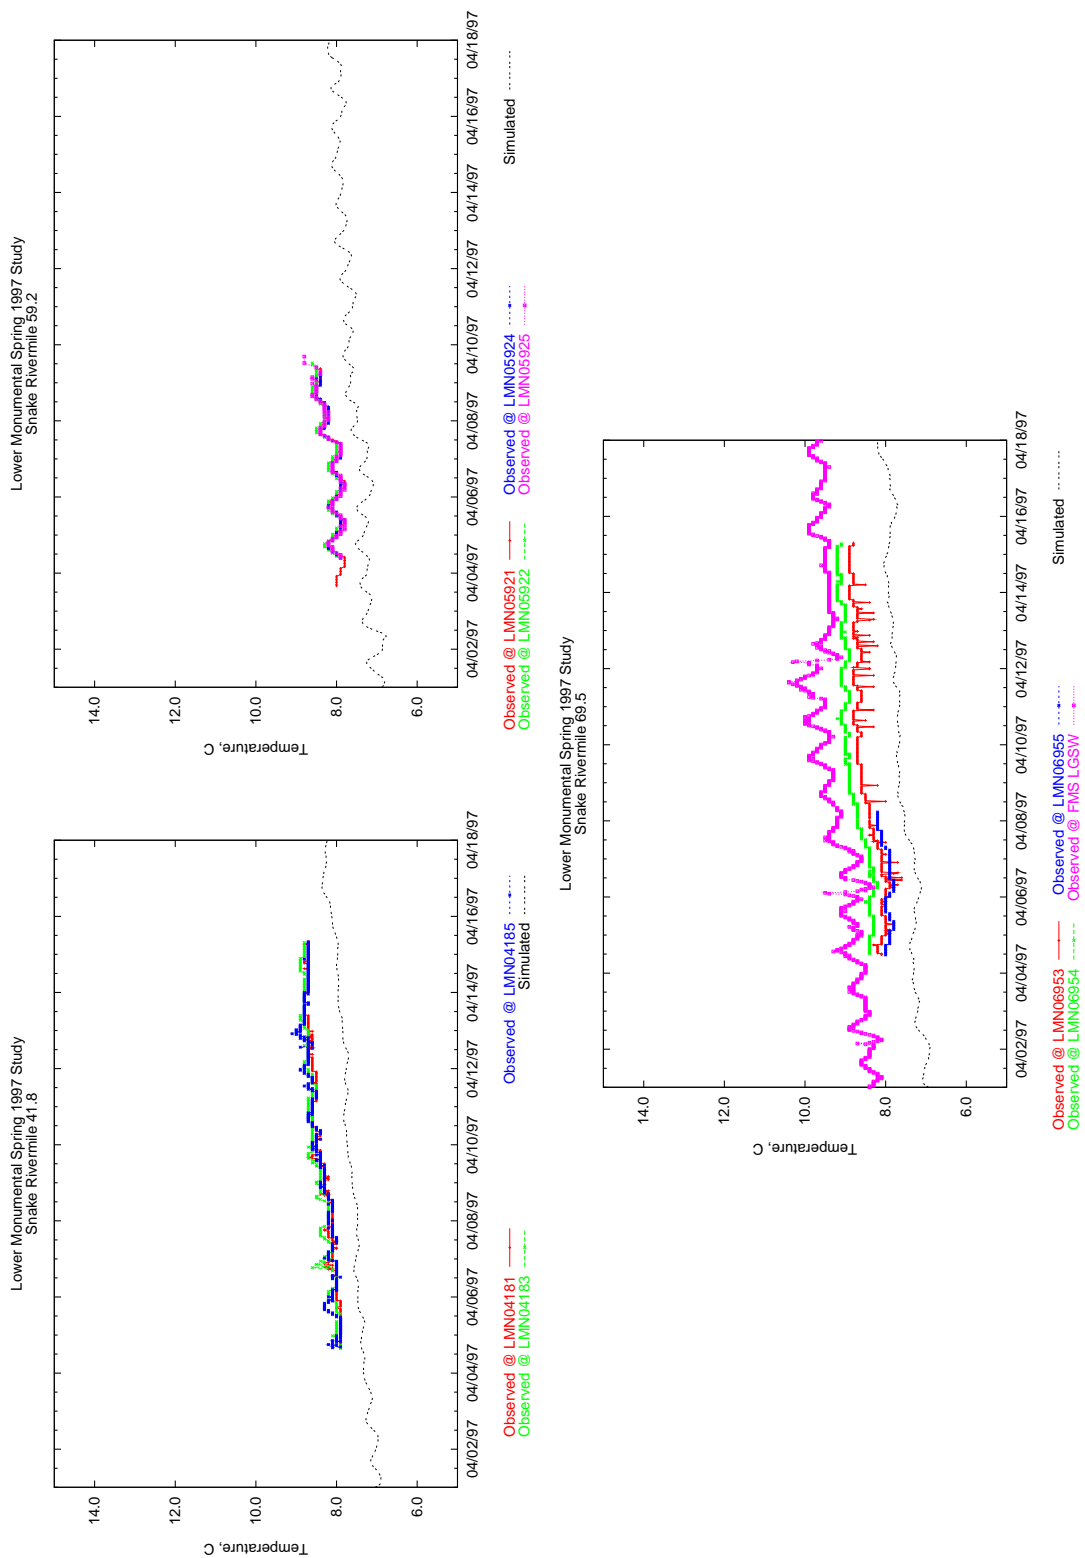 Lower Monumental Spring 1997 Study
Snake Rivermile 41.8
Temperature, C
14.0
12.0
10.0
8.0
6.0
04/02/97 04/04/97 04/06/97 04/08/97 04/10/97 04/12/97 04/14/97 04/16/97 04/18/97
Observed @ LMN04181
Observed @ LMN04183
Observed @ LMN04185
Simulated
Lower Monumental Spring 1997 Study
Snake Rivermile 59.2
Temperature, C
14.0
12.0
10.0
8.0
6.0
04/02/97 04/04/97 04/06/97 04/08/97 04/10/97 04/12/97 04/14/97 04/16/97 04/18/97
Observed @ LMN05921
Observed @ LMN05922
Observed @ LMN05924
Observed @ LMN05925
Simulated
Lower Monumental Spring 1997 Study
Snake Rivermile 69.5
Temperature, C
14.0
12.0
10.0
8.0
6.0
04/02/97 04/04/97 04/06/97 04/08/97 04/10/97 04/12/97 04/14/97 04/16/97 04/18/97
Observed @ LMN06953
Observed @ LMN06954
Observed @ LMN06955
Observed @ FMS LGSW
Simulated